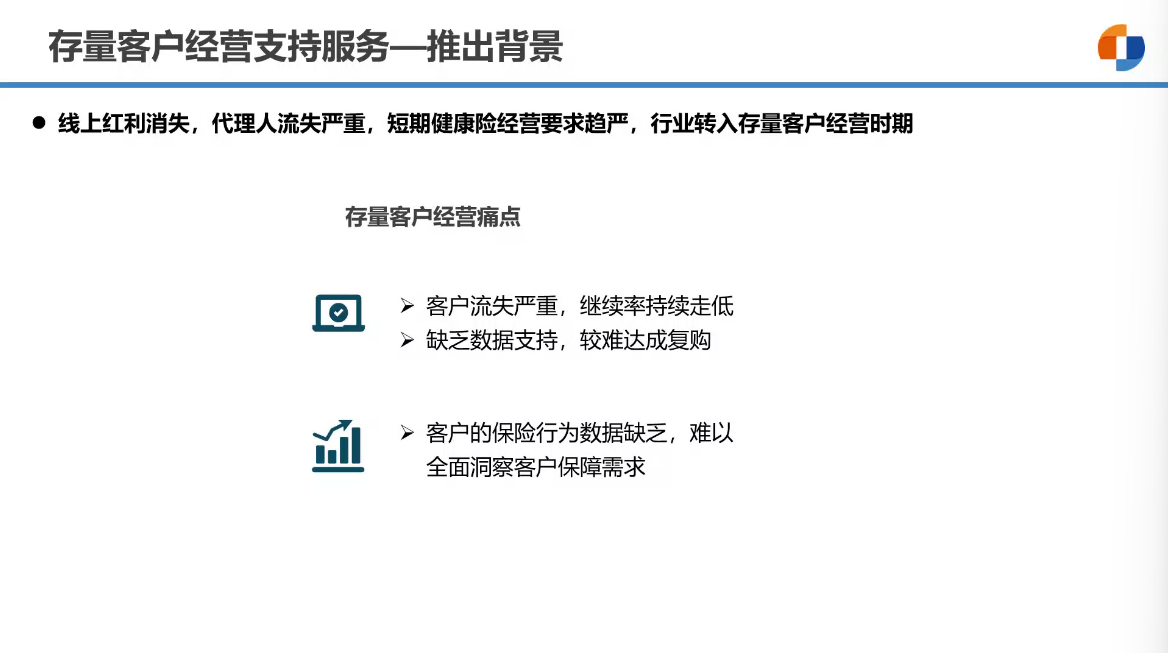 存量客户经营支持服务—推出背景
● 线上红利消失，代理人流失严重，短期健康险经营要求趋严，行业转入存量客户经营时期
存量客户经营痛点
➢ 客户流失严重，继续率持续走低
➢ 缺乏数据支持，较难达成复购
➢ 客户的保险行为数据缺乏，难以
全面洞察客户保障需求